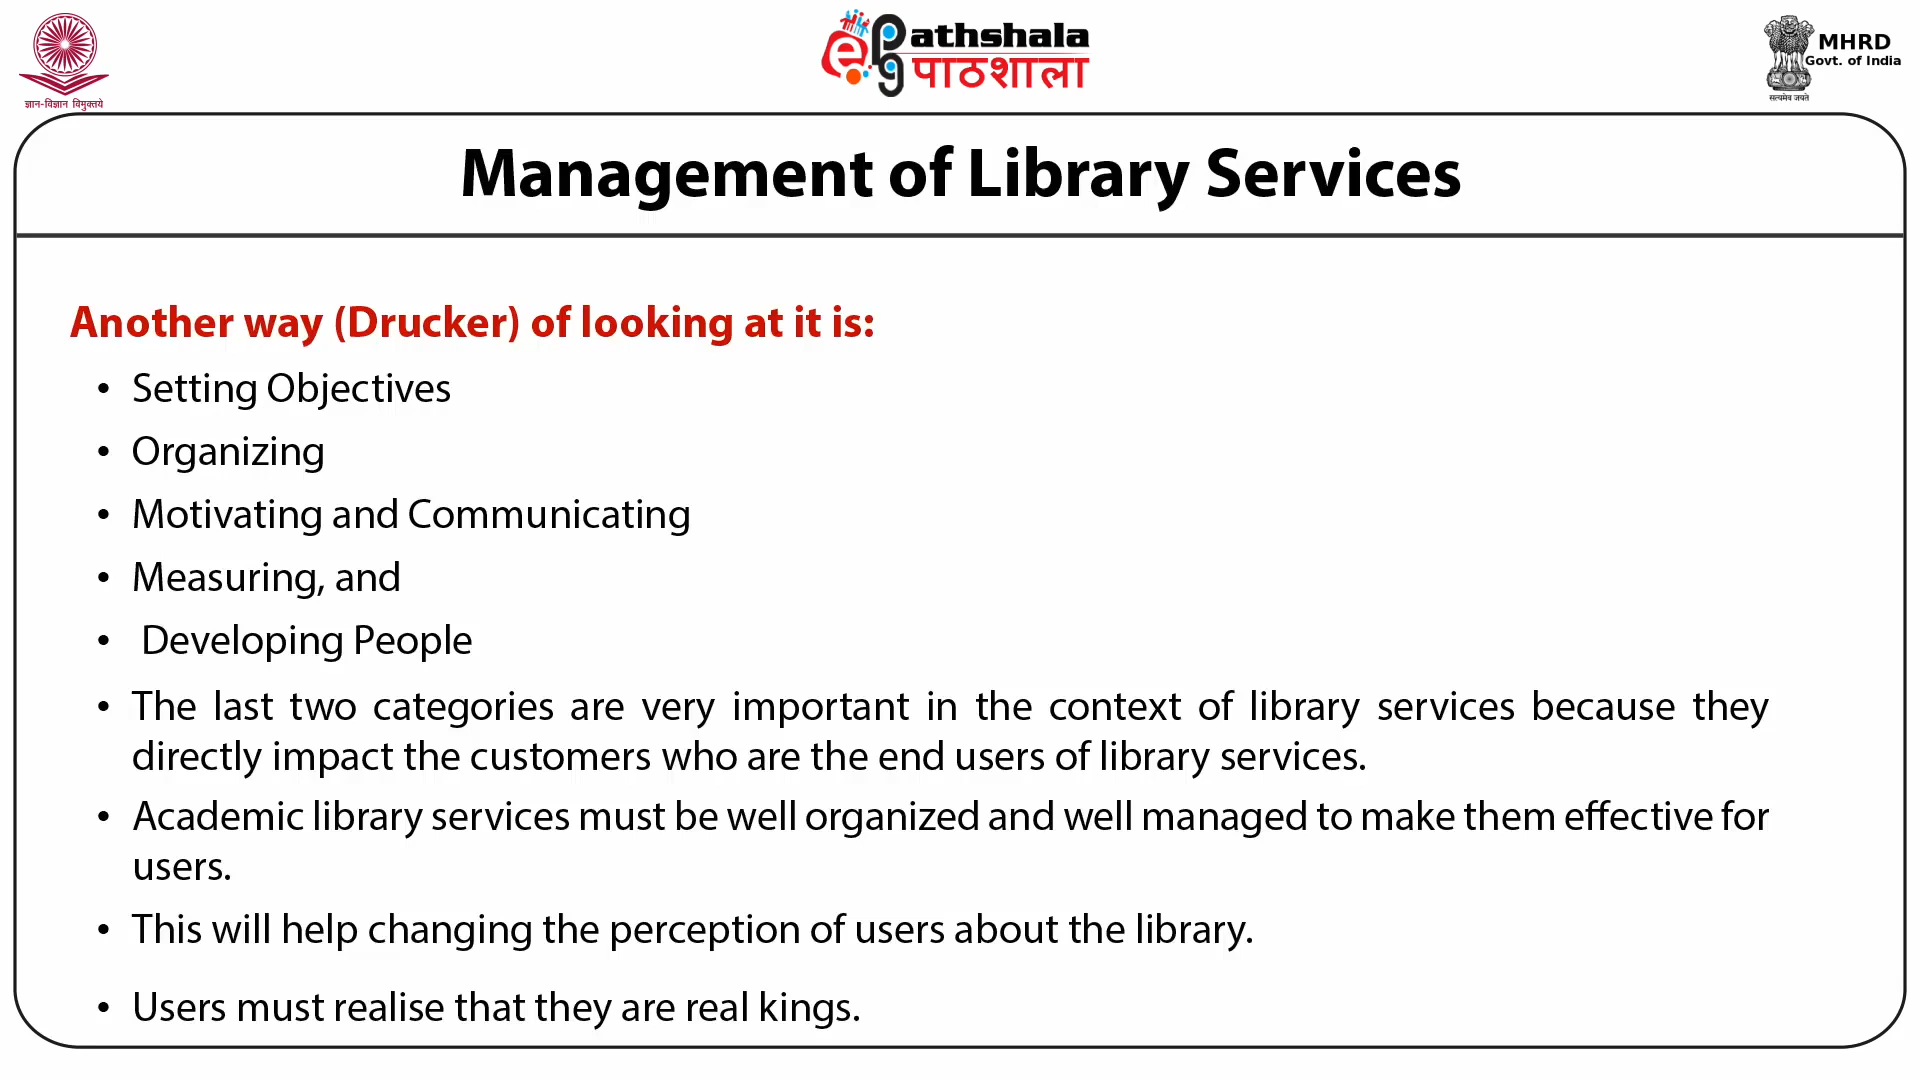 ज्ञान-विज्ञान विमुक्तये
ePathshala
पाठशाला
MHRD
Govt. of India
सत्यमेव जयते
Management of Library Services
Another way (Drucker) of looking at it is:
• Setting Objectives
• Organizing
• Motivating and Communicating
• Measuring, and
• Developing People
• The last two categories are very important in the context of library services because they
directly impact the customers who are the end users of library services.
• Academic library services must be well organized and well managed to make them effective for
users.
• This will help changing the perception of users about the library.
• Users must realise that they are real kings.